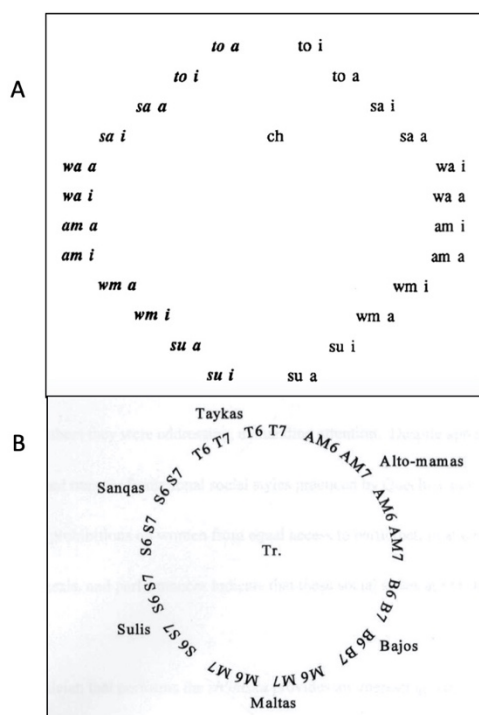 A
to a to i
to i to a
sa a sa i
sa i ch sa a
wa a wa i
wa i wa a
am a am i
am i am a
wm a wm i
wm i wm a
su a su i
su i su a
B
Taykas
T6 T7
T6 T7
AM6 AM7
Alto-mamas
AM6 AM7
Sanqas
S6 S7
S6 S7
Tr.
B6 B7
B6 B7
Bajos
S6 S7
Sulis
S6 S7
M6 M7
M6 M7
Maltas